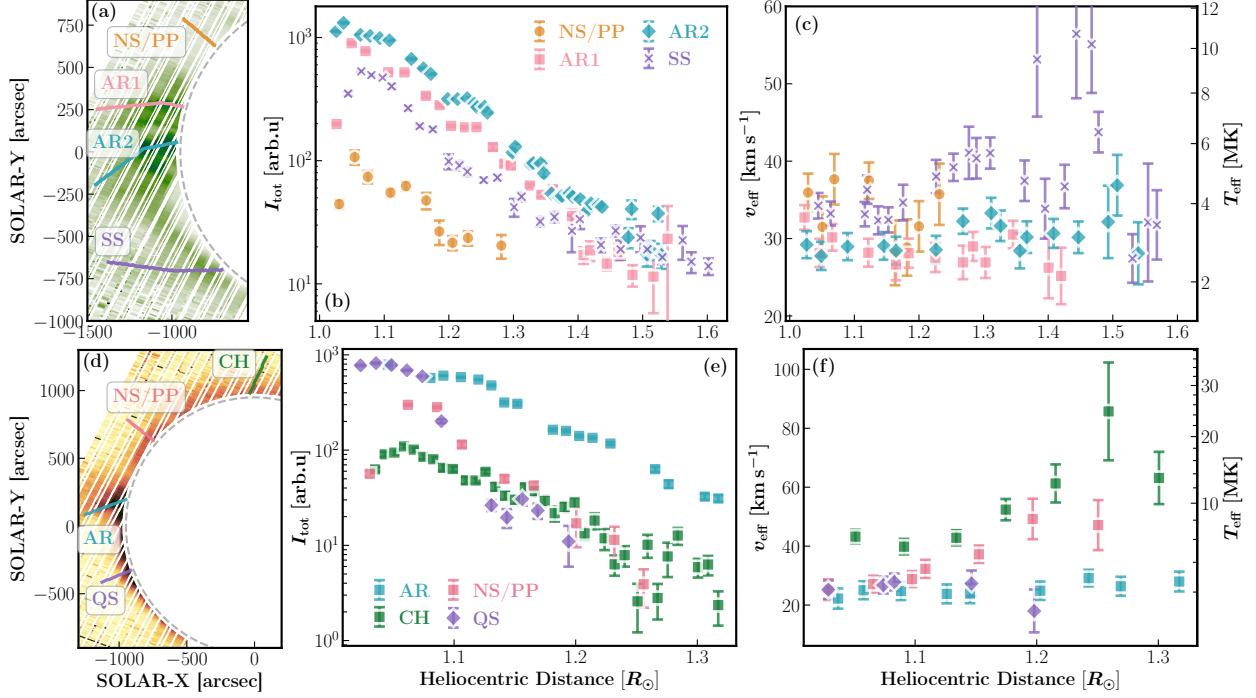 (a)
NS/PP
AR1
AR2
SS
SOLAR-Y [arcsec]
750
500
250
0
−250
−500
−750
−1000
−1500
−1000
(b)
NS/PP
AR1
AR2
SS
I_tot [arb.u]
10³
10²
10¹
1.0
1.1
1.2
1.3
1.4
1.5
1.6
(c)
v_eff [km s⁻¹]
60
50
40
30
20
T_eff [MK]
12
10
8
6
4
2
1.0
1.1
1.2
1.3
1.4
1.5
1.6
(d)
CH
NS/PP
AR
QS
SOLAR-Y [arcsec]
1000
500
0
−500
−1000
−500
0
SOLAR-X [arcsec]
(e)
AR
CH
NS/PP
QS
I_tot [arb.u]
10³
10²
10¹
10⁰
1.1
1.2
1.3
Heliocentric Distance [R☉]
(f)
v_eff [km s⁻¹]
100
80
60
40
20
T_eff [MK]
30
20
10
1.1
1.2
1.3
Heliocentric Distance [R☉]